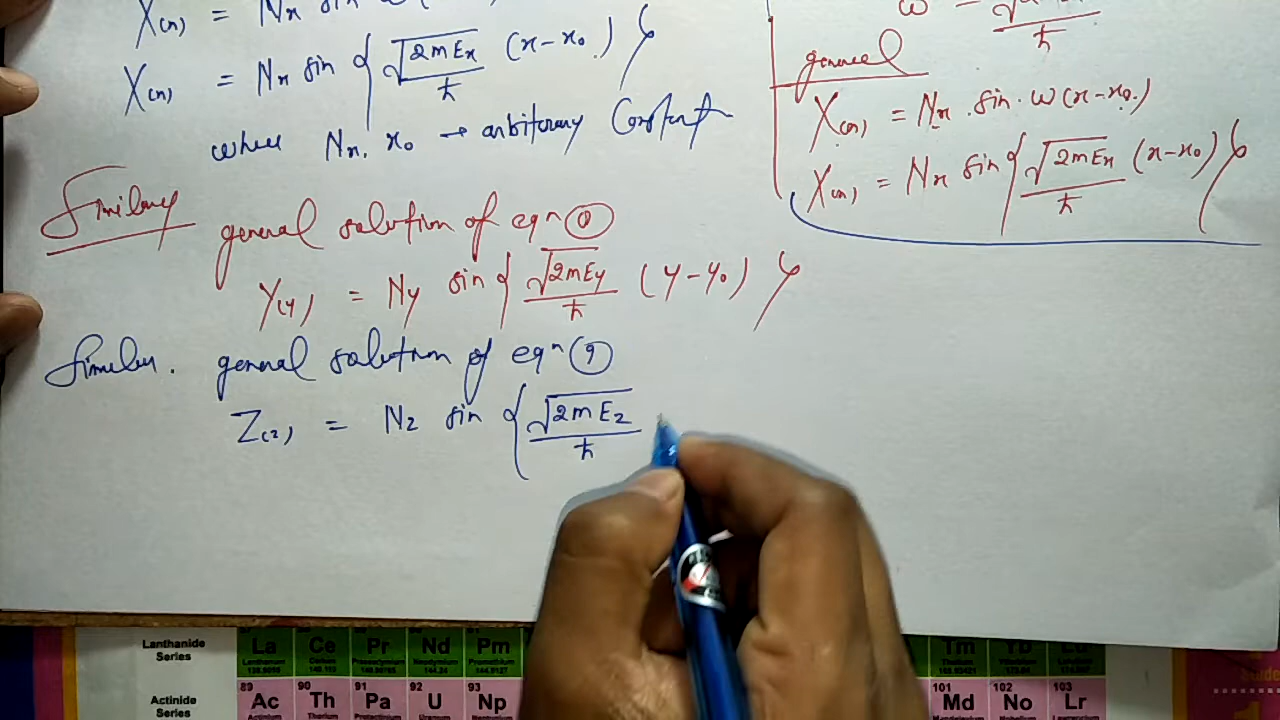 X(x) = Nx sin
X(x) = Nx sin { √2mEx / ħ (x-x₀) }
where Nx, x₀ → arbitrary Constant
general solution of eqn ⑧
Y(y) = Ny sin { √2mEy / ħ (y-y₀) }
general solution of eqn ⑨
Z(z) = Nz sin { √2mEz / ħ
ħ
general
X(x) = Nx . sin . ω(x-x₀)
X(x) = Nx sin { √2mEx / ħ (x-x₀) }
Lanthanide Series
La Ce Pr Nd Pm
Tm Yb Lu
Actinide Series
89 90 91 92 93
Ac Th Pa U Np
101 102 103
Md No Lr